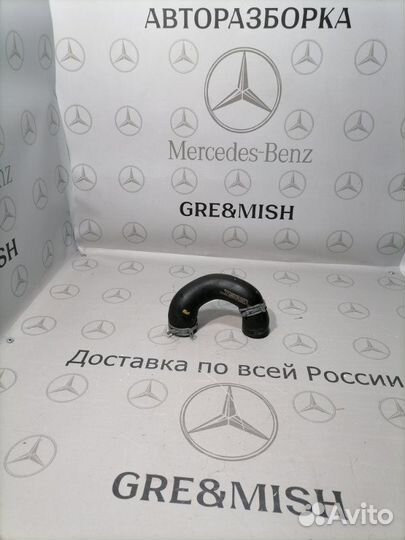 АВТОРАЗБОРКА
Mercedes-Benz
GRE&MISH
Доставка по всей России
GRE&MISH
Avito